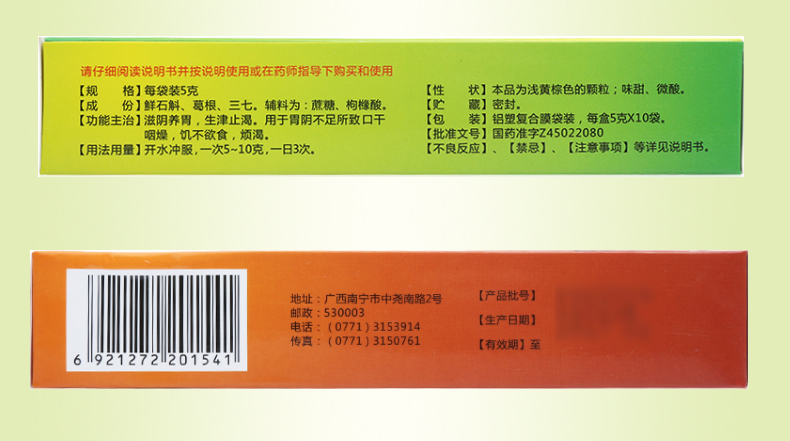 请仔细阅读说明书并按说明使用或在药师指导下购买和使用
【规 格】每袋装5克
【成 份】鲜石斛、葛根、三七。辅料为：蔗糖、枸橼酸。
【功能主治】滋阴养胃，生津止渴。用于胃阴不足所致口干
咽燥，饥不欲食，烦渴。
【用法用量】开水冲服，一次5~10克，一日3次。
【性 状】本品为浅黄棕色的颗粒；味甜、微酸。
【贮 藏】密封。
【包 装】铝塑复合膜袋装，每盒5克X10袋。
【批准文号】国药准字Z45022080
【不良反应】、【禁忌】、【注意事项】等详见说明书。
6 921272 201541
地址：广西南宁市中尧南路2号
邮政：530003
电话：（0771）3153914
传真：（0771）3150761
【产品批号】
【生产日期】
【有效期】至